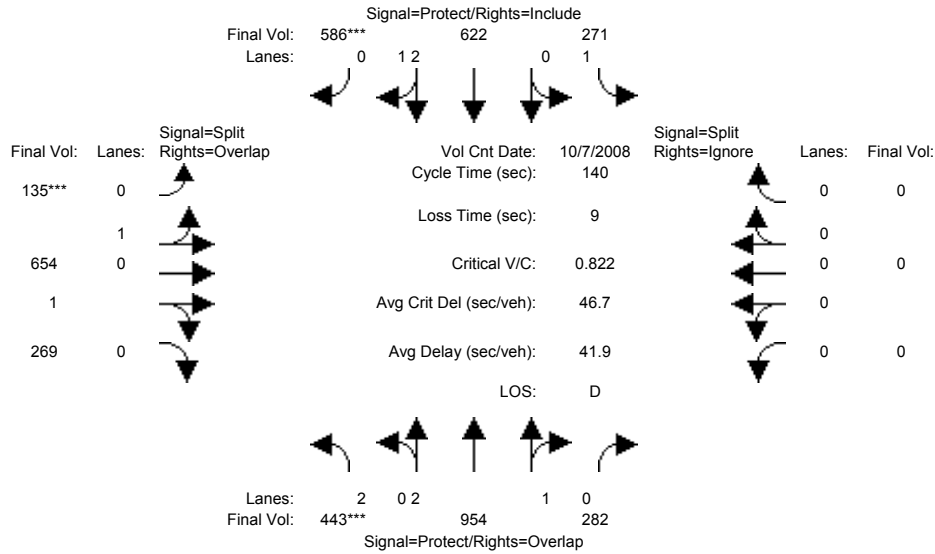 Signal=Protect/Rights=Include
Final Vol: 586*** 622 271
Lanes: 0 1 2 0 1
Signal=Split Signal=Split
Final Vol: Lanes: Rights=Overlap Vol Cnt Date: 10/7/2008 Rights=Ignore Lanes: Final Vol:
Cycle Time (sec): 140
135*** 0 0 0
Loss Time (sec): 9
1 0
654 0 Critical V/C: 0.822 0 0
1 Avg Crit Del (sec/veh): 46.7 0
269 0 Avg Delay (sec/veh): 41.9 0 0
LOS: D
Lanes: 2 0 2 1 0
Final Vol: 443*** 954 282
Signal=Protect/Rights=Overlap